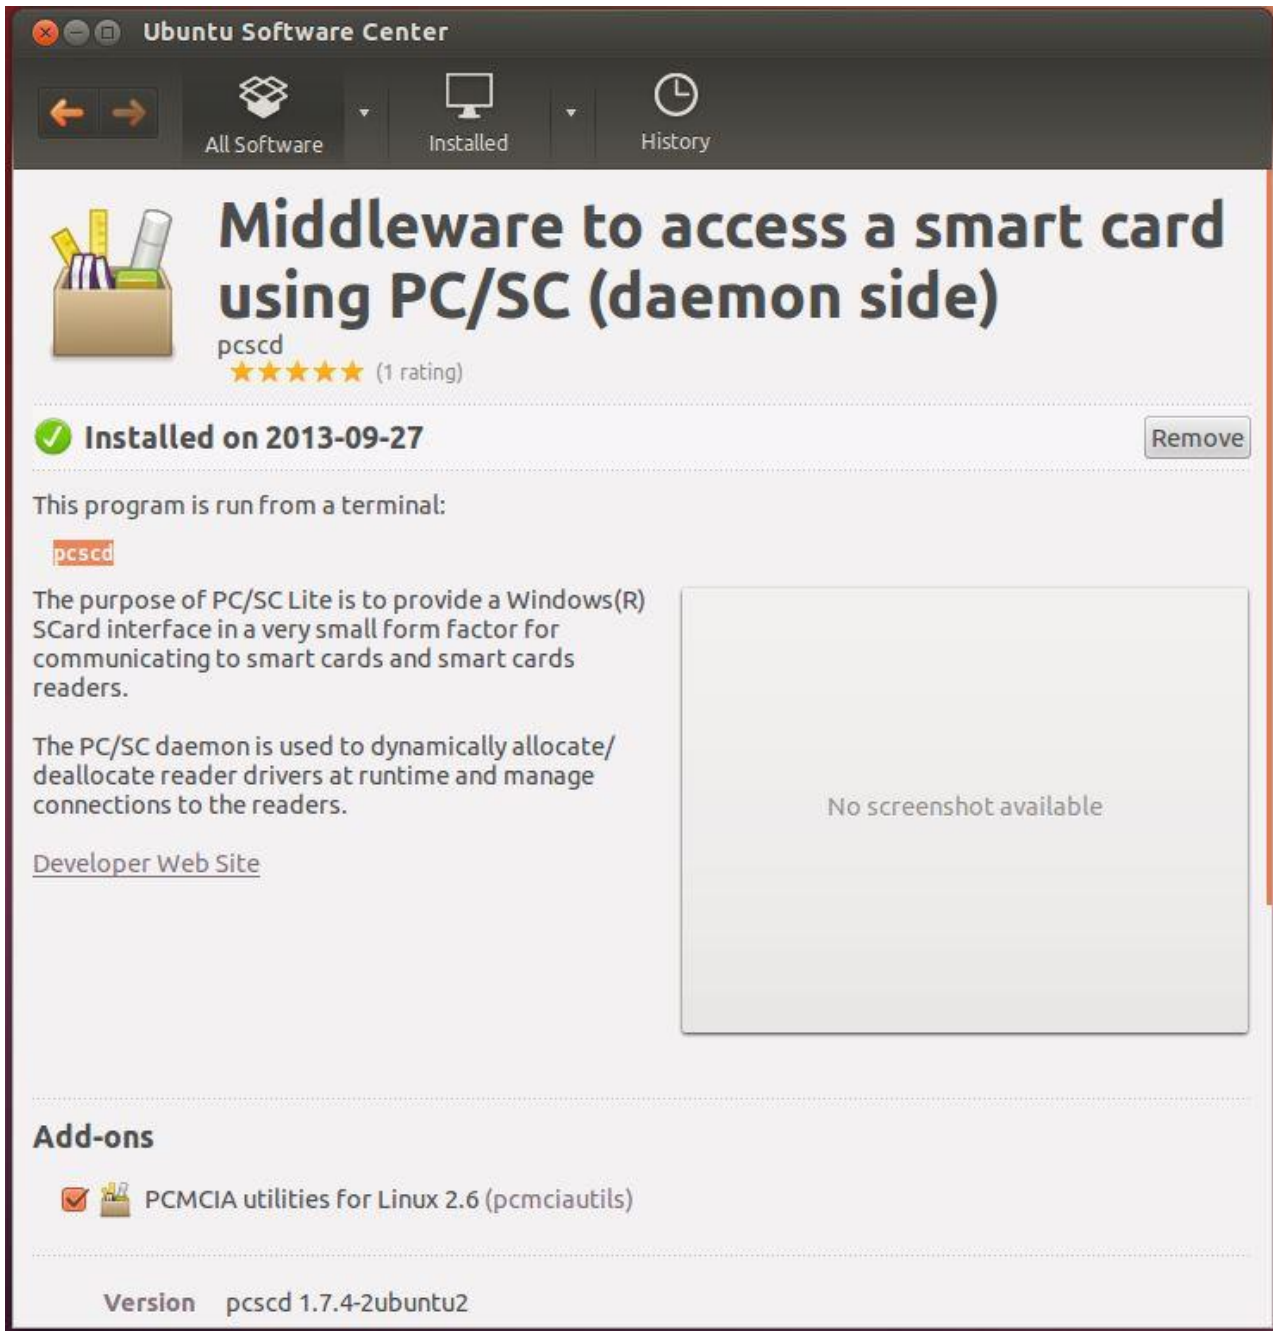 Ubuntu Software Center
All Software
Installed
History
Middleware to access a smart card
using PC/SC (daemon side)
pcscd
(1 rating)
Installed on 2013-09-27
Remove
This program is run from a terminal:
pcscd
The purpose of PC/SC Lite is to provide a Windows(R)
SCard interface in a very small form factor for
communicating to smart cards and smart cards
readers.
The PC/SC daemon is used to dynamically allocate/
deallocate reader drivers at runtime and manage
connections to the readers.
No screenshot available
Developer Web Site
Add-ons
PCMCIA utilities for Linux 2.6 (pcmciautils)
Version pcscd 1.7.4-2ubuntu2